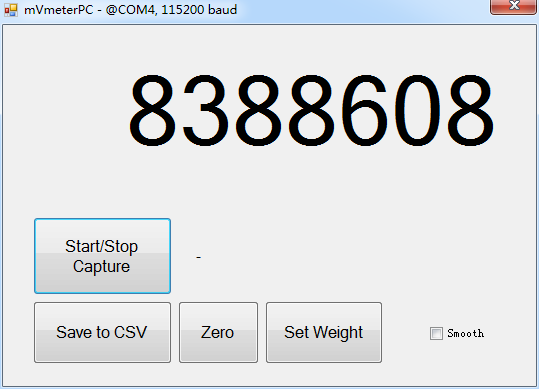 mVmeterPC - @COM4, 115200 baud
8388608
Start/Stop
Capture
-
Save to CSV
Zero
Set Weight
Smooth